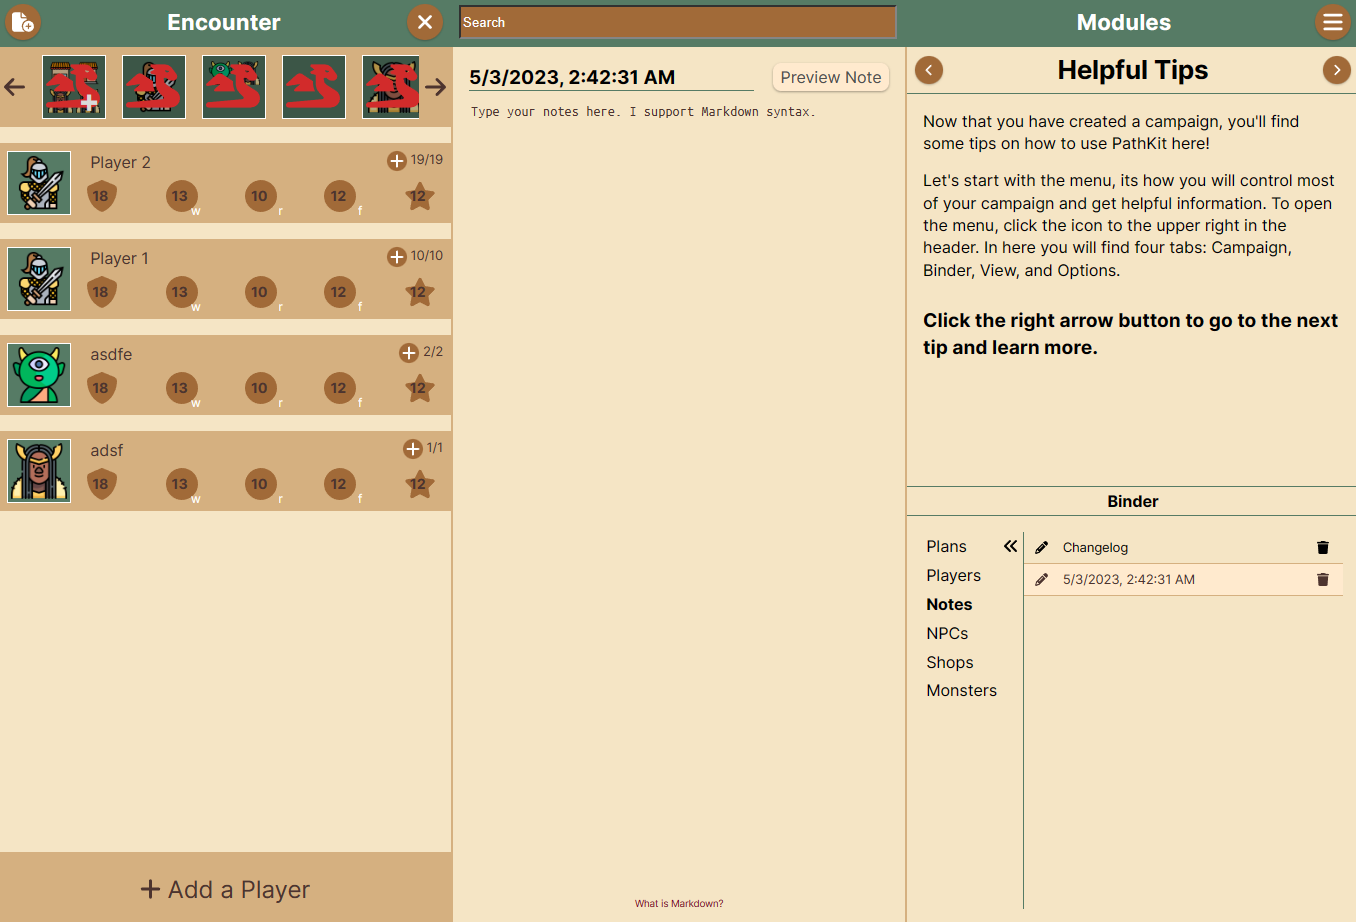 Encounter
Search
Modules
5/3/2023, 2:42:31 AM
Preview Note
Type your notes here. I support Markdown syntax.
Player 2
19/19
18
13
w
10
r
12
f
12
Player 1
10/10
18
13
w
10
r
12
f
12
asdfe
2/2
18
13
w
10
r
12
f
12
adsf
1/1
18
13
w
10
r
12
f
12
Add a Player
What is Markdown?
Helpful Tips
Now that you have created a campaign, you'll find
some tips on how to use PathKit here!
Let's start with the menu, its how you will control most
of your campaign and get helpful information. To open
the menu, click the icon to the upper right in the
header. In here you will find four tabs: Campaign,
Binder, View, and Options.
Click the right arrow button to go to the next
tip and learn more.
Binder
Plans
Players
Notes
NPCs
Shops
Monsters
Changelog
5/3/2023, 2:42:31 AM